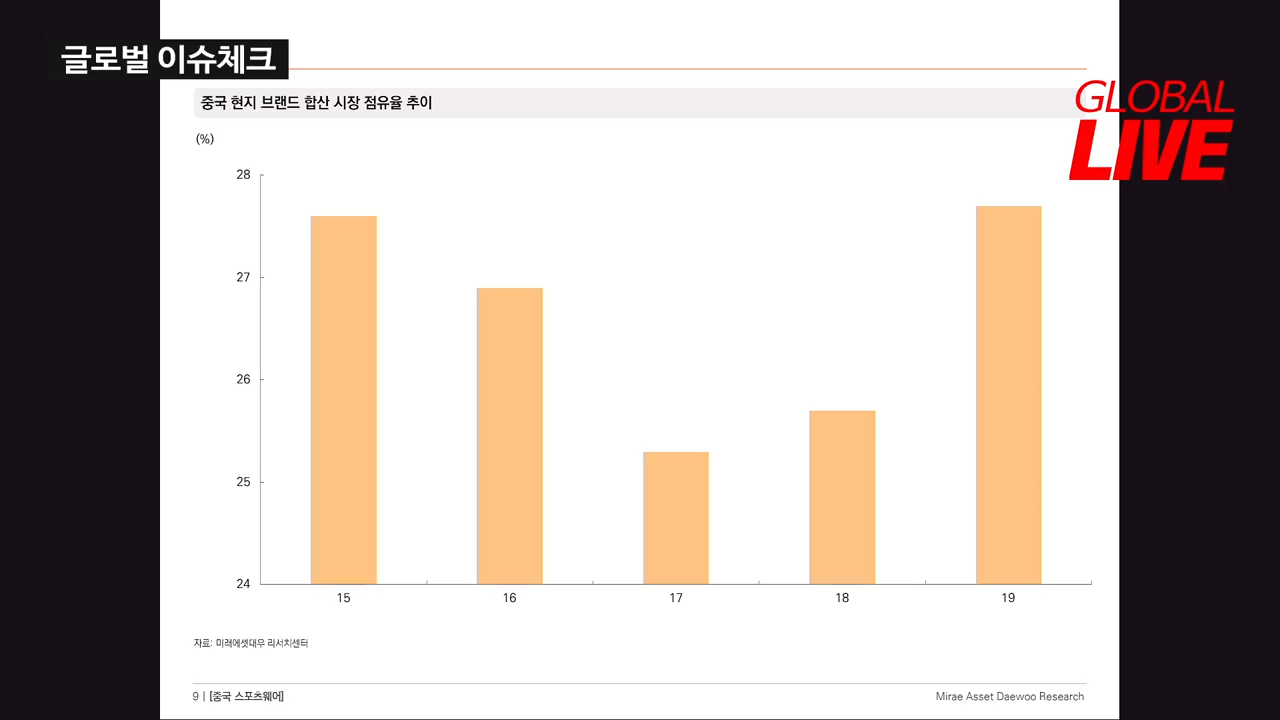 글로벌 이슈체크
GLOBAL
LIVE
중국 현지 브랜드 합산 시장 점유율 추이
(%)
28
27
26
25
24
15 16 17 18 19
자료: 미래에셋대우 리서치센터
9 | [중국 스포츠웨어] Mirae Asset Daewoo Research